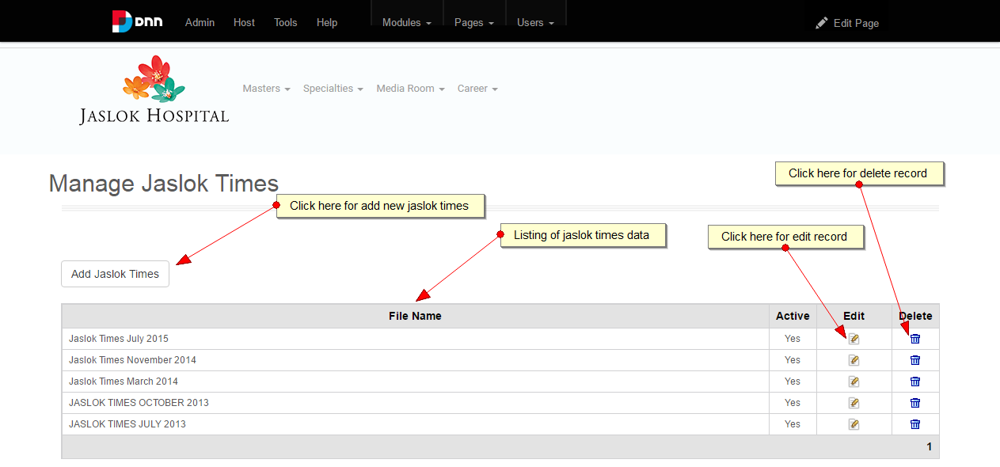 DNN Admin Host Tools Help Modules Pages Users Edit Page
Masters Specialties Media Room Career
JASLOK HOSPITAL
Click here for delete record
Manage Jaslok Times
Click here for add new jaslok times
Listing of jaslok times data
Click here for edit record
Add Jaslok Times
File Name Active Edit Delete
Jaslok Times July 2015 Yes
Jaslok Times November 2014 Yes
Jaslok Times March 2014 Yes
JASLOK TIMES OCTOBER 2013 Yes
JASLOK TIMES JULY 2013 Yes
1